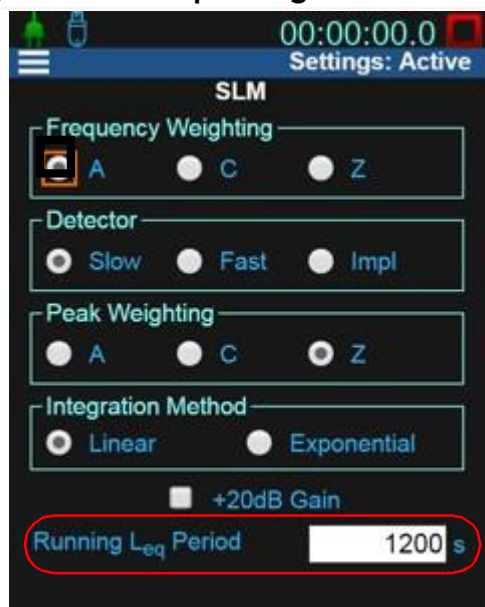 00:00:00.0
Settings: Active
SLM
Frequency Weighting
A C Z
Detector
Slow Fast Impl
Peak Weighting
A C Z
Integration Method
Linear Exponential
+20dB Gain
Running Leq Period 1200 s